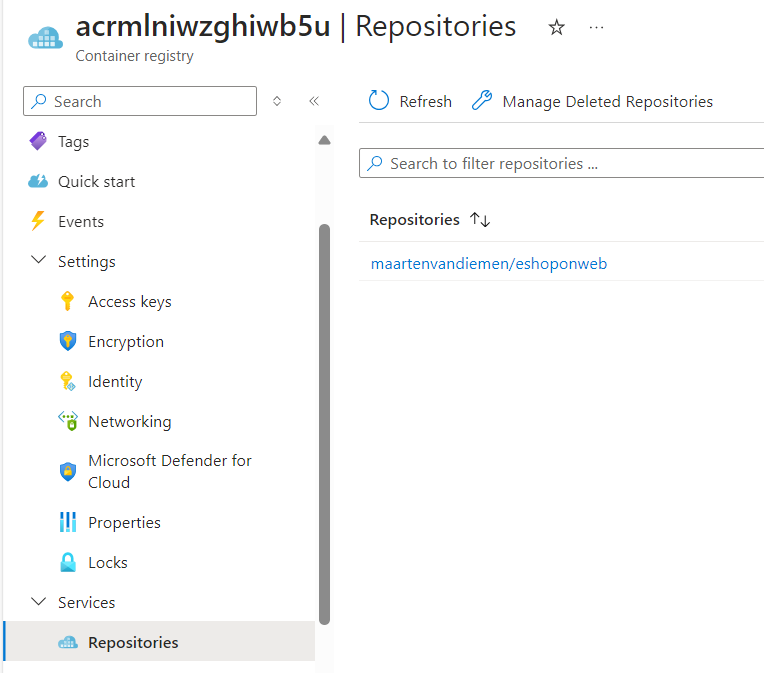 acrmlniwzghiwb5u | Repositories
Container registry
Search
Tags
Quick start
Events
Settings
Access keys
Encryption
Identity
Networking
Microsoft Defender for
Cloud
Properties
Locks
Services
Repositories
Refresh
Manage Deleted Repositories
Search to filter repositories ...
Repositories
maartenvandiemen/eshoponweb